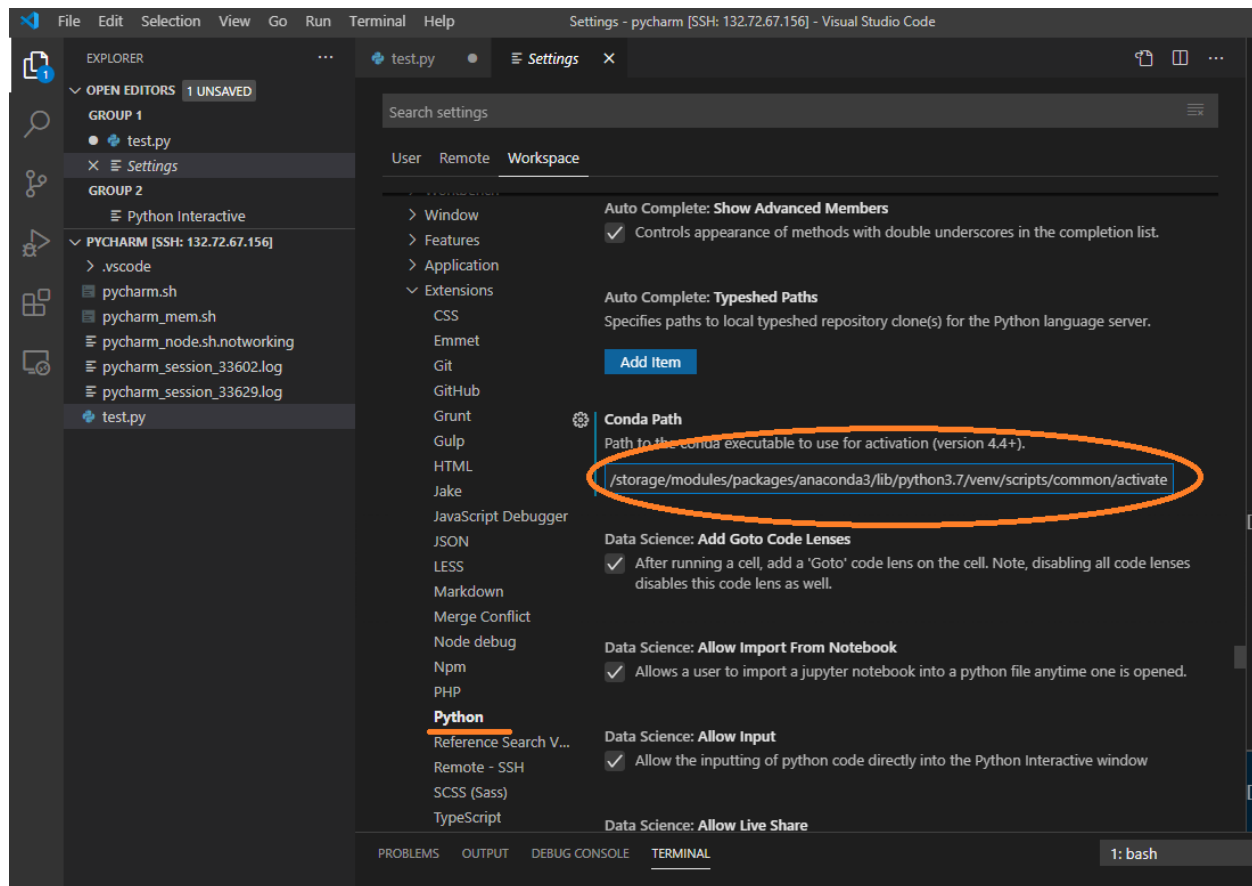 File Edit Selection View Go Run Terminal Help Settings - pycharm [SSH: 132.72.67.156] - Visual Studio Code
EXPLORER
OPEN EDITORS 1 UNSAVED
GROUP 1
test.py
Settings
GROUP 2
Python Interactive
PYCHARM [SSH: 132.72.67.156]
.vscode
pycharm.sh
pycharm_mem.sh
pycharm_node.sh.notworking
pycharm_session_33602.log
pycharm_session_33629.log
test.py
1
test.py Settings
Search settings
User Remote Workspace
Window
Features
Application
Extensions
CSS
Emmet
Git
GitHub
Grunt
Gulp
HTML
Jake
JavaScript Debugger
JSON
LESS
Markdown
Merge Conflict
Node debug
Npm
PHP
Python
Reference Search V...
Remote - SSH
SCSS (Sass)
TypeScript
Auto Complete: Show Advanced Members
Controls appearance of methods with double underscores in the completion list.
Auto Complete: Typeshed Paths
Specifies paths to local typeshed repository clone(s) for the Python language server.
Add Item
Conda Path
Path to the conda executable to use for activation (version 4.4+).
/storage/modules/packages/anaconda3/lib/python3.7/venv/scripts/common/activate
Data Science: Add Goto Code Lenses
After running a cell, add a 'Goto' code lens on the cell. Note, disabling all code lenses
disables this code lens as well.
Data Science: Allow Import From Notebook
Allows a user to import a jupyter notebook into a python file anytime one is opened.
Data Science: Allow Input
Allow the inputting of python code directly into the Python Interactive window
Data Science: Allow Live Share
PROBLEMS OUTPUT DEBUG CONSOLE TERMINAL 1: bash